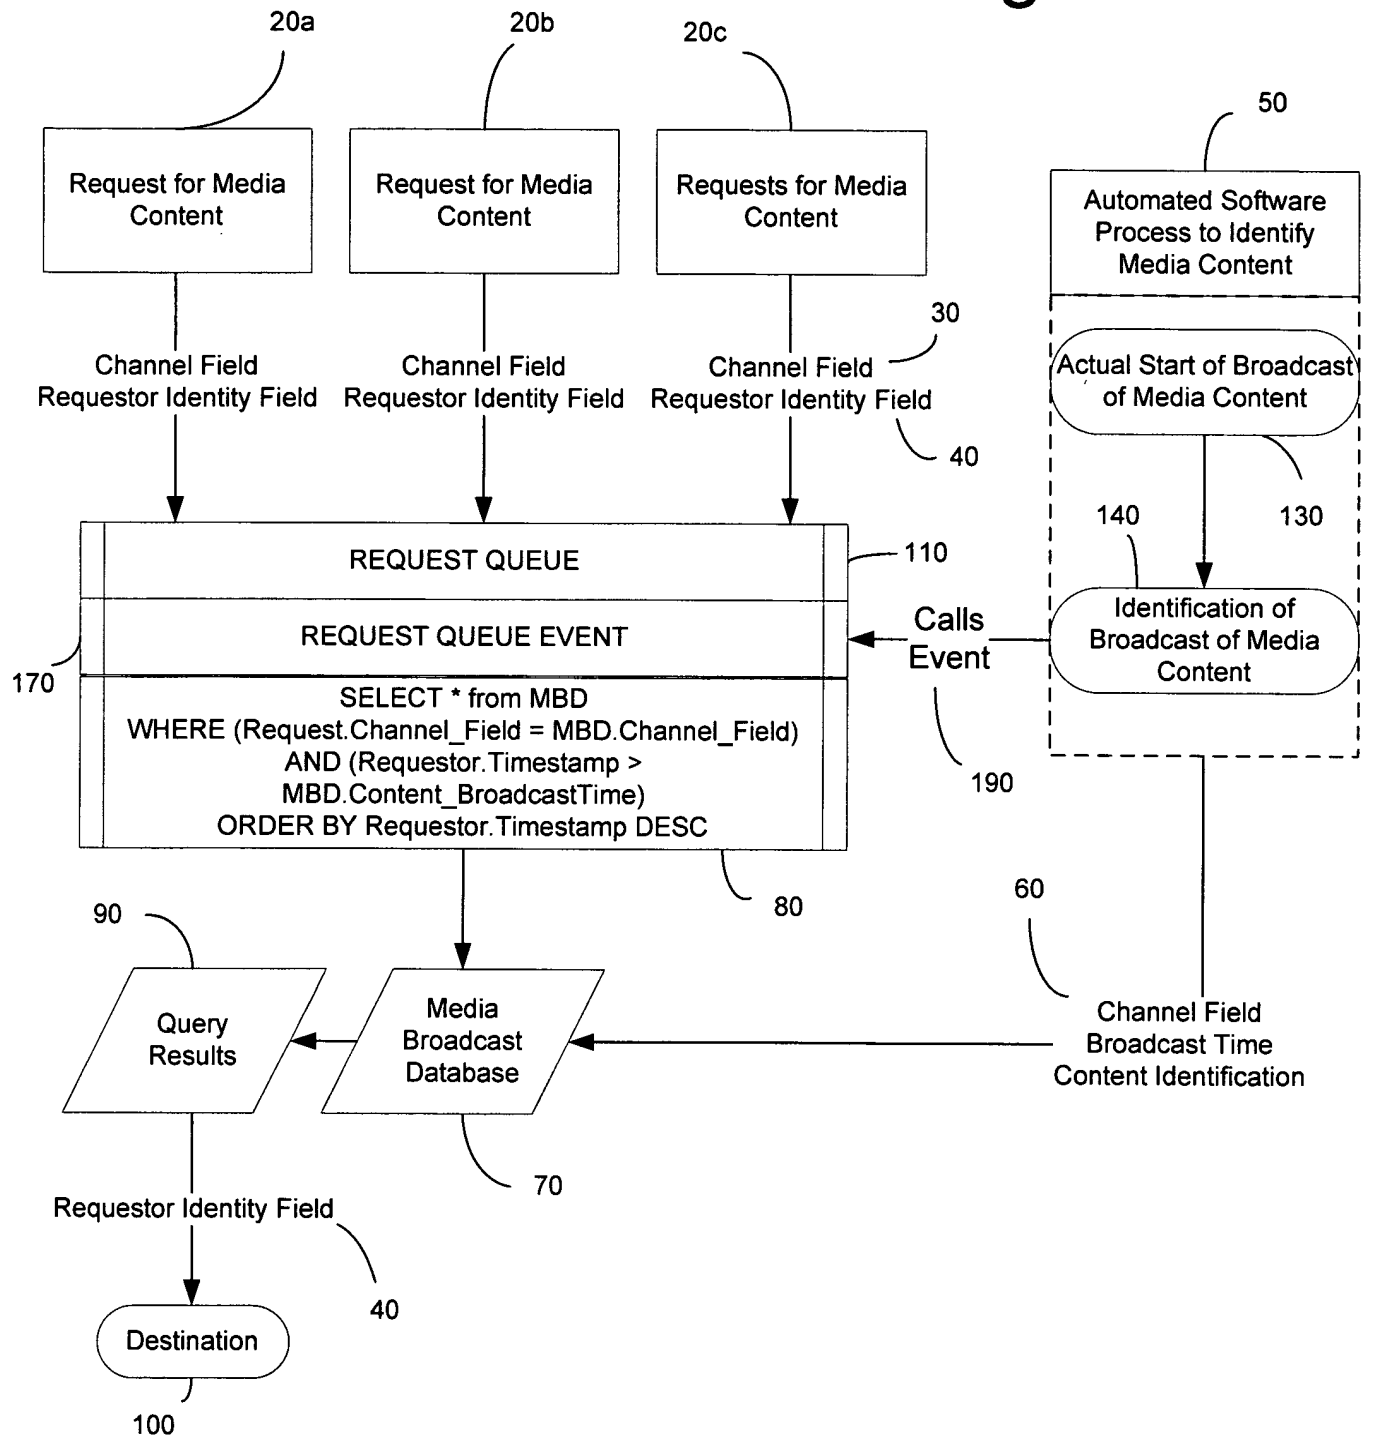 g
20a
20b
20c
50
Request for Media
Content
Request for Media
Content
Requests for Media
Content
Automated Software
Process to Identify
Media Content
30
Channel Field
Requestor Identity Field
Channel Field
Requestor Identity Field
Channel Field
Requestor Identity Field
Actual Start of Broadcast
of Media Content
40
140
130
REQUEST QUEUE
110
REQUEST QUEUE EVENT
Calls
Event
Identification of
Broadcast of Media
Content
170
SELECT * from MBD
WHERE (Request.Channel_Field = MBD.Channel_Field)
AND (Requestor.Timestamp >
MBD.Content_BroadcastTime)
ORDER BY Requestor.Timestamp DESC
190
80
60
90
Query
Results
Media
Broadcast
Database
Channel Field
Broadcast Time
Content Identification
70
Requestor Identity Field
40
Destination
100